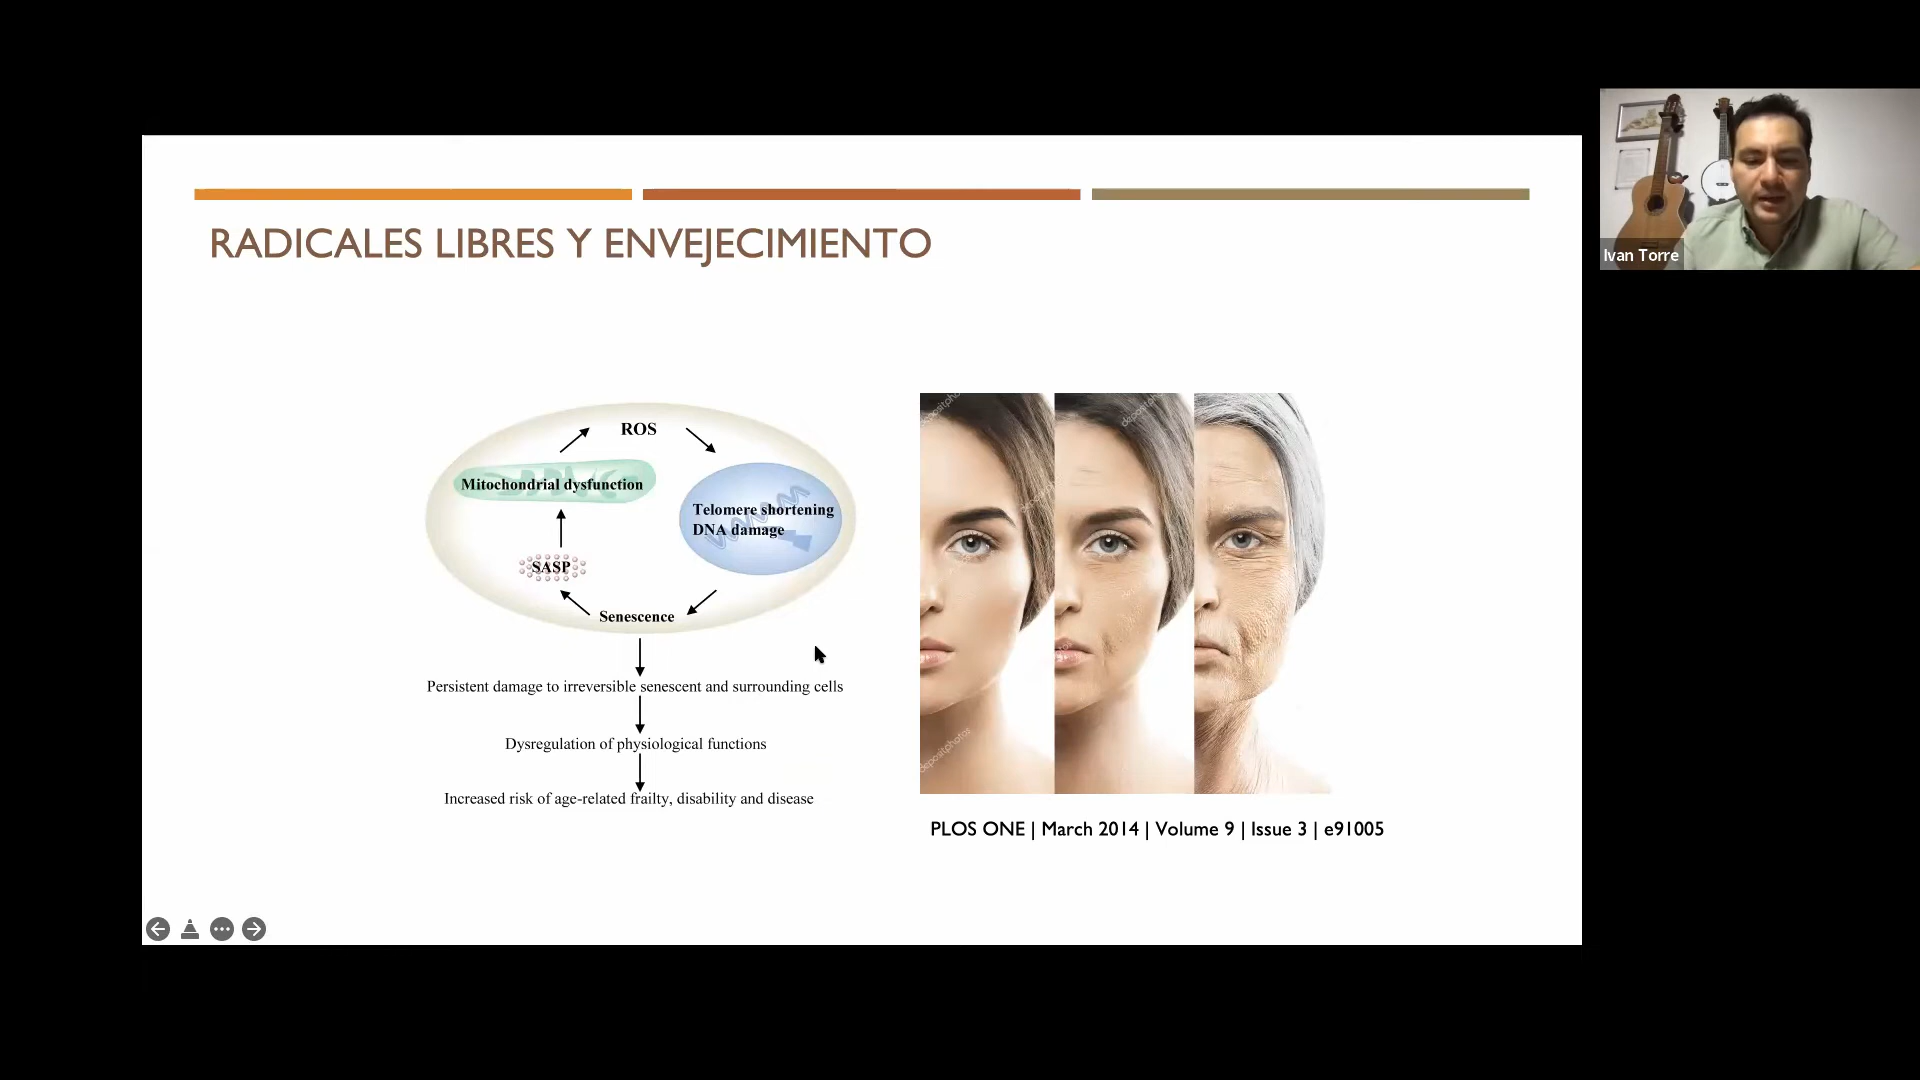 RADICALES LIBRES Y ENVEJECIMIENTO
Ivan Torre
ROS
Mitochondrial dysfunction
Telomere shortening
DNA damage
SASP
Senescence
Persistent damage to irreversible senescent and surrounding cells
Dysregulation of physiological functions
Increased risk of age-related frailty, disability and disease
depositphotos
PLOS ONE | March 2014 | Volume 9 | Issue 3 | e91005